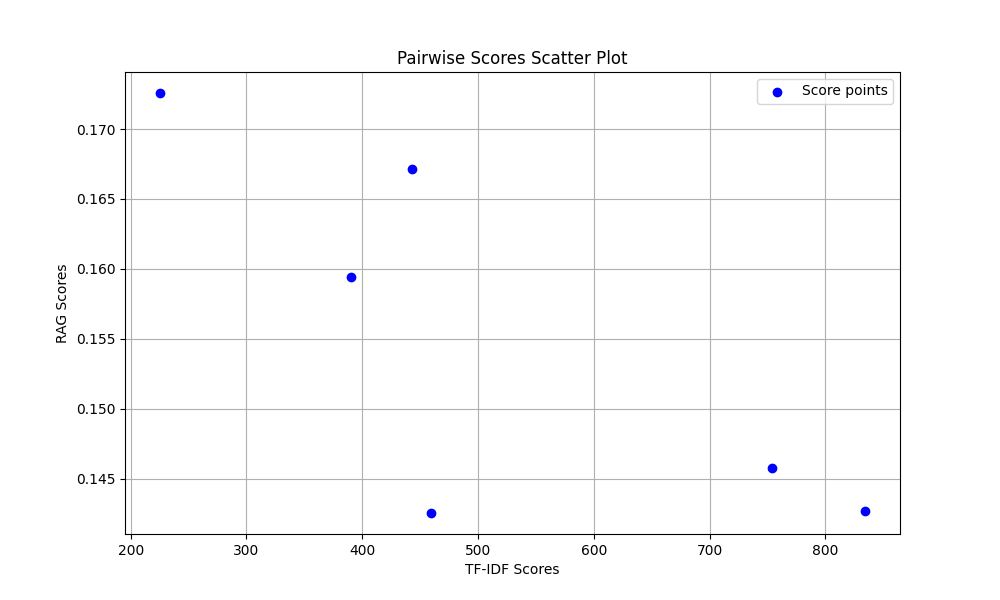 Pairwise Scores Scatter Plot
Score points
0.170
0.165
0.160
0.155
0.150
0.145
RAG Scores
200 300 400 500 600 700 800
TF-IDF Scores